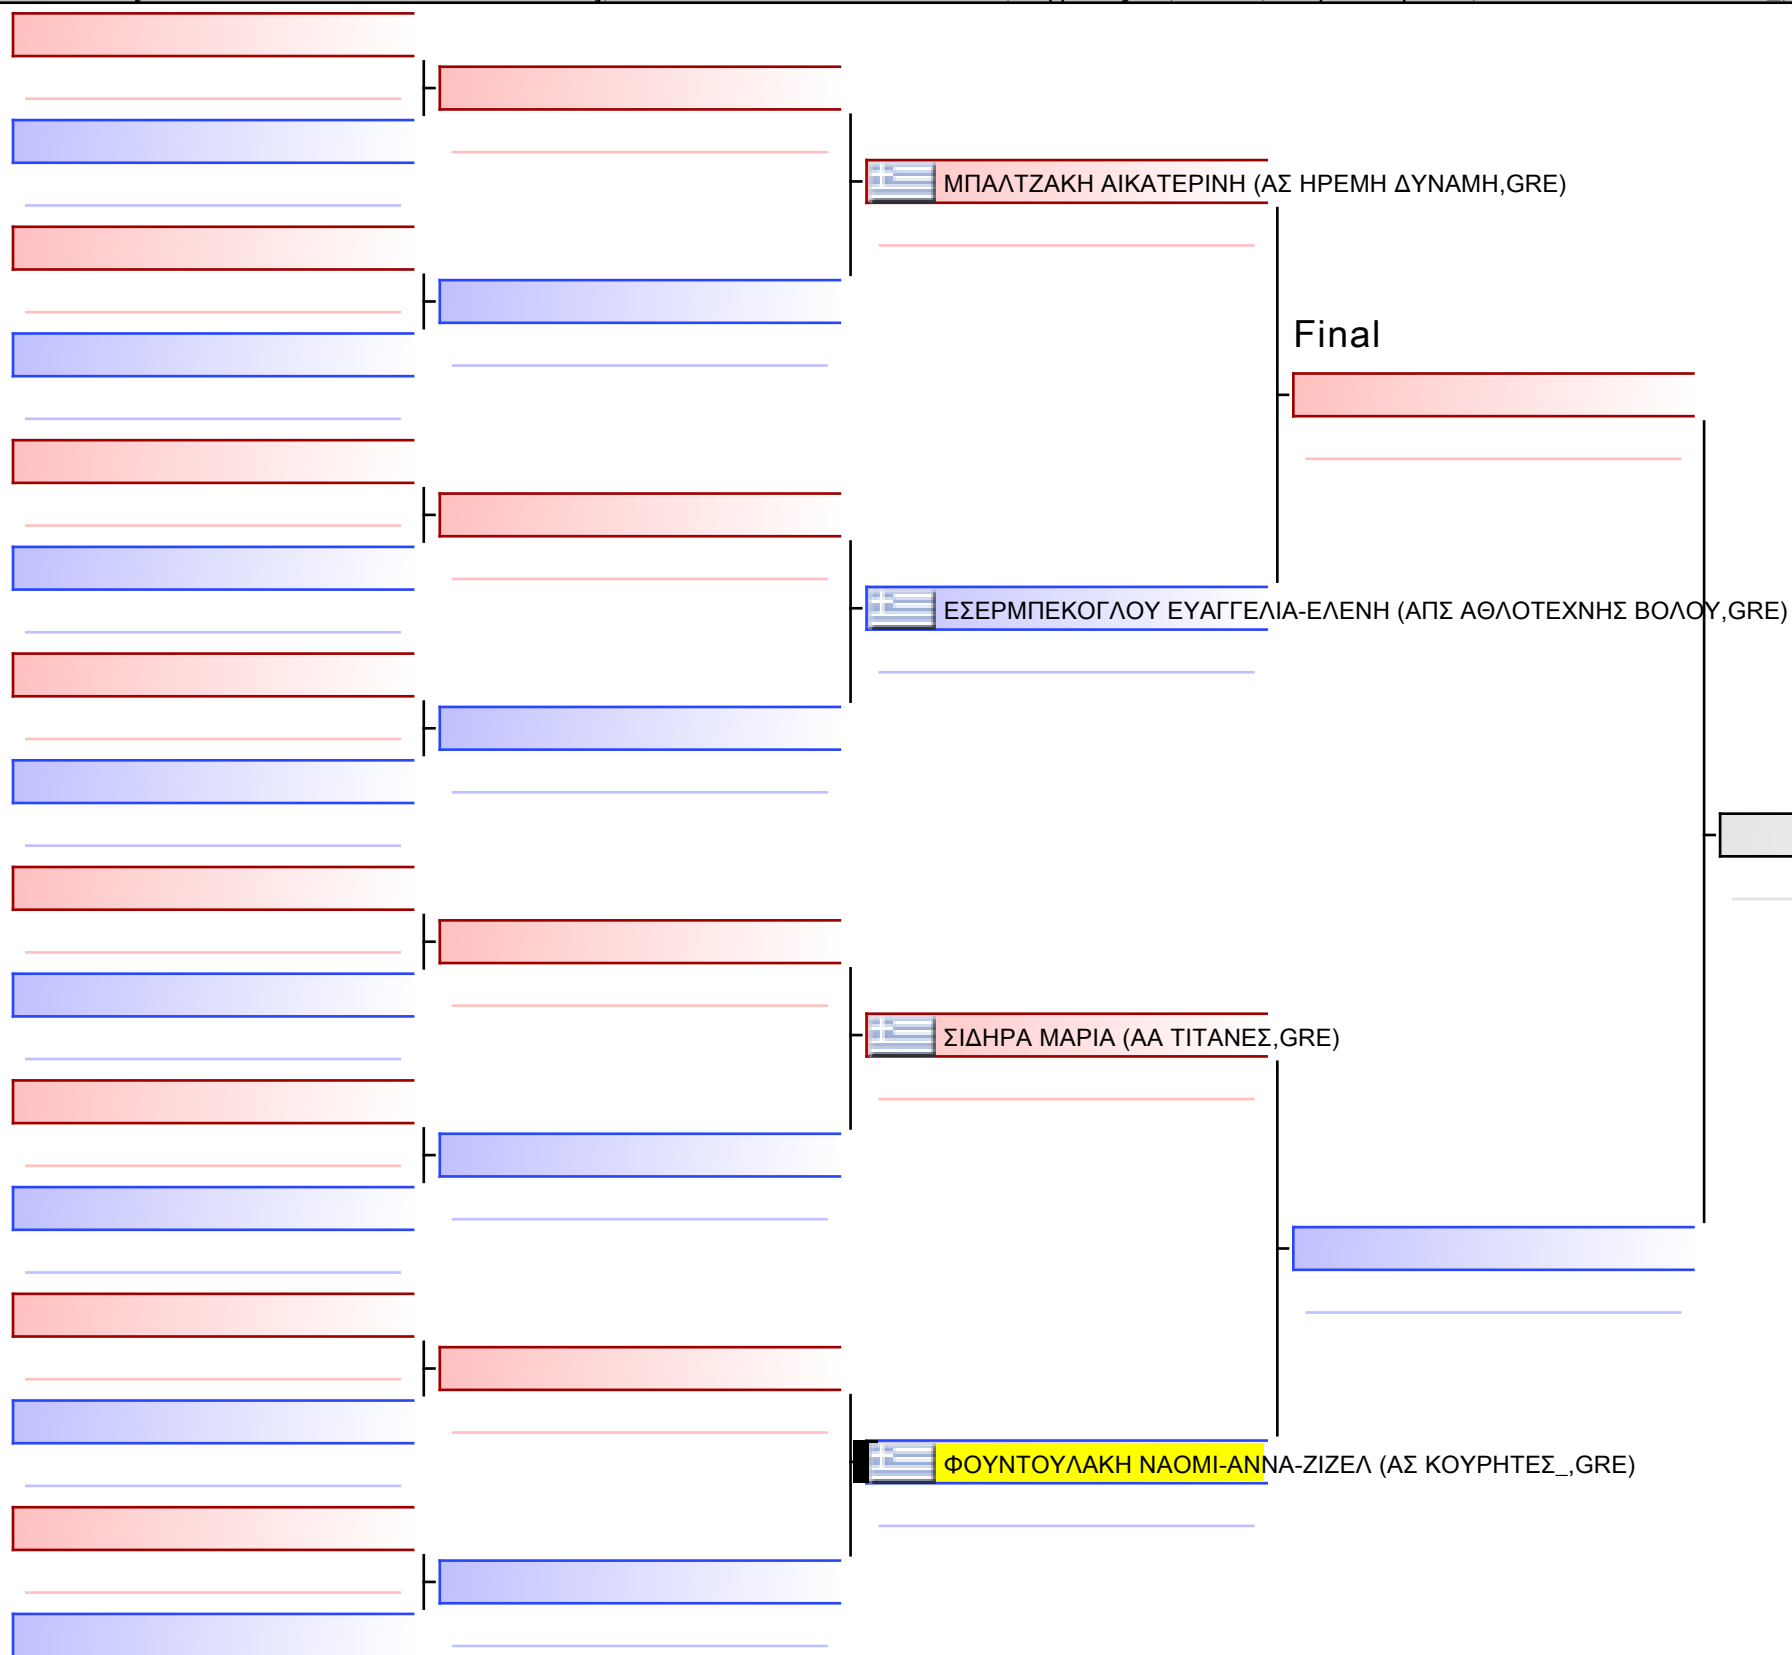 ΜΠΑΛΤΖΑΚΗ ΑΙΚΑΤΕΡΙΝΗ (ΑΣ ΗΡΕΜΗ ΔΥΝΑΜΗ,GRE)
Final
ΕΣΕΡΜΠΕΚΟΓΛΟΥ ΕΥΑΓΓΕΛΙΑ-ΕΛΕΝΗ (ΑΠΣ ΑΘΛΟΤΕΧΝΗΣ ΒΟΛΟΥ,GRE)
ΣΙΔΗΡΑ ΜΑΡΙΑ (ΑΑ ΤΙΤΑΝΕΣ,GRE)
ΦΟΥΝΤΟΥΛΑΚΗ ΝΑΟΜΙ-ΑΝΝΑ-ΖΙΖΕΛ (ΑΣ ΚΟΥΡΗΤΕΣ_,GRE)